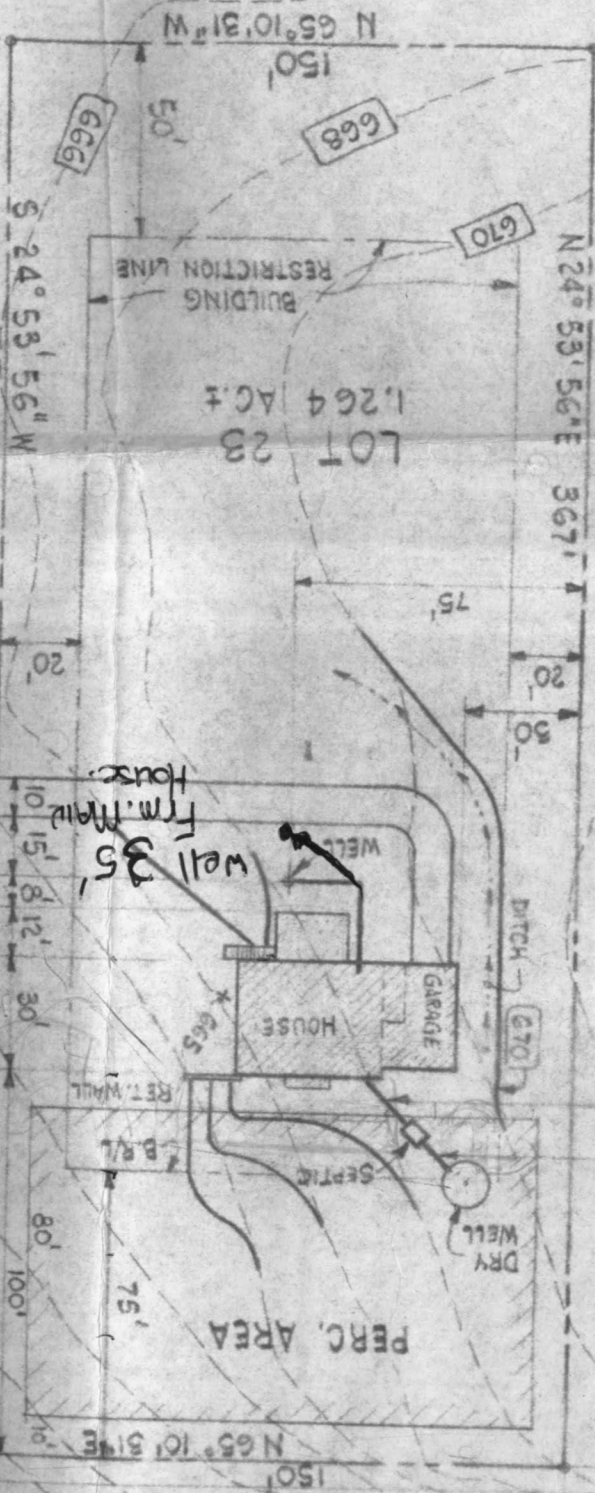 150'
N 65° 10' 31" E
10'
PERC. AREA
DRY
WELL
SEPTIC
75'
80'
100'
B.R/L
RET. WALL
670
DITCH
GARAGE
HOUSE
665
30'
12'
8'
15'
10'
WELL
Well 35'
Frm. Main
House.
50'
20'
20'
75'
LOT 23
1.264 AC.±
BUILDING
RESTRICTION LINE
N 24° 53' 56" E 367'
S 24° 53' 56" W
670
668
666
50'
150'
N 65° 10' 31" W